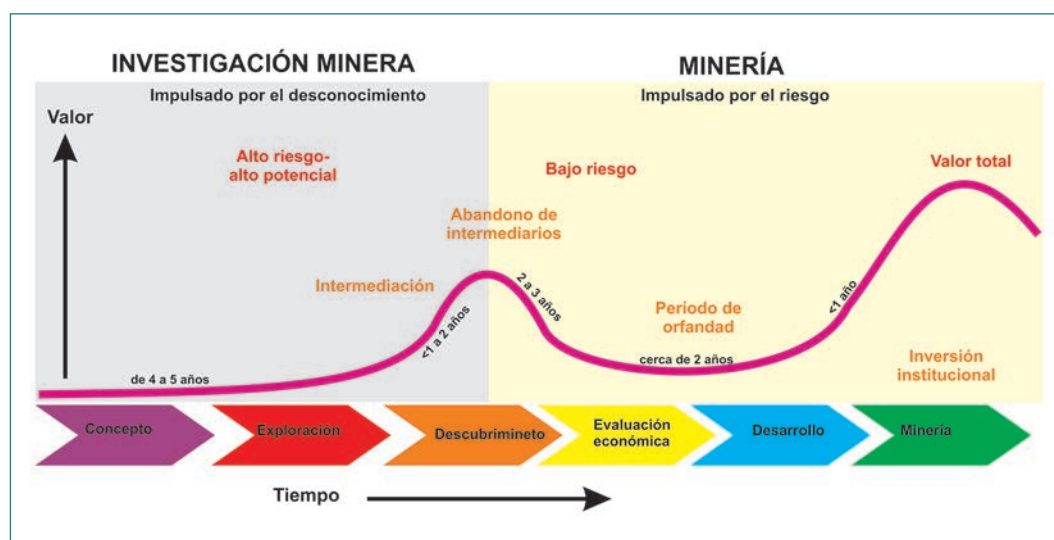 INVESTIGACIÓN MINERA
MINERÍA
Impulsado por el desconocimiento
Impulsado por el riesgo
Valor
Alto riesgo-
alto potencial
Bajo riesgo
Valor total
Abandono de
intermediarios
Intermediación
2 a 3 años
<1 a 2 años
Período de
orfandad
<1 año
de 4 a 5 años
cerca de 2 años
Inversión
institucional
Concepto
Exploración
Descubrimineto
Evaluación
económica
Desarrollo
Minería
Tiempo